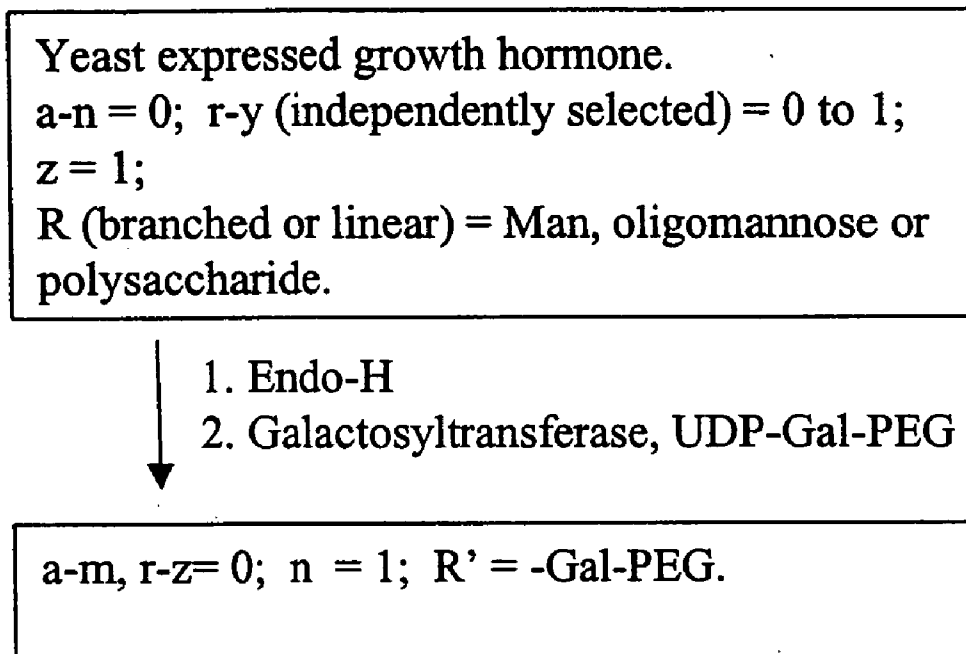 Yeast expressed growth hormone.
a-n = 0; r-y (independently selected) = 0 to 1;
z = 1;
R (branched or linear) = Man, oligomannose or
polysaccharide.
1. Endo-H
2. Galactosyltransferase, UDP-Gal-PEG
a-m, r-z= 0; n = 1; R’ = -Gal-PEG.